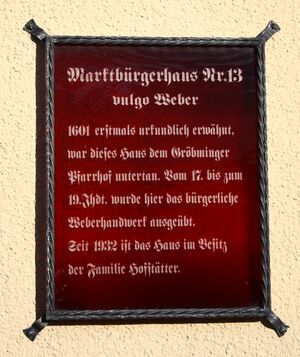 Marktbürgerhaus Nr.13
vulgo Weber
1601 erstmals urkundlich erwähnt,
war dieses Haus dem Gröbminger
Pfarrhof untertan. Vom 17. bis zum
19.Jhdt. wurde hier das bürgerliche
Weberhandwerk ausgeübt.
Seit 1932 ist das Haus im Besitz
der Familie Hofstätter.